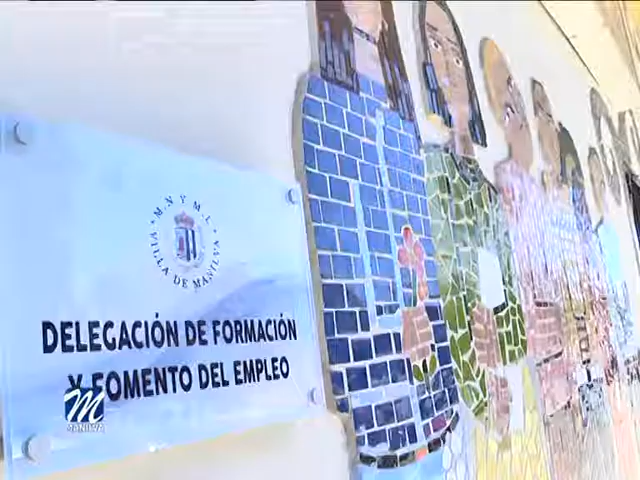 M.N.Y.M.L.
VILLA DE MANILVA
DELEGACIÓN DE FORMACIÓN
Y FOMENTO DEL EMPLEO
M
MANILVA